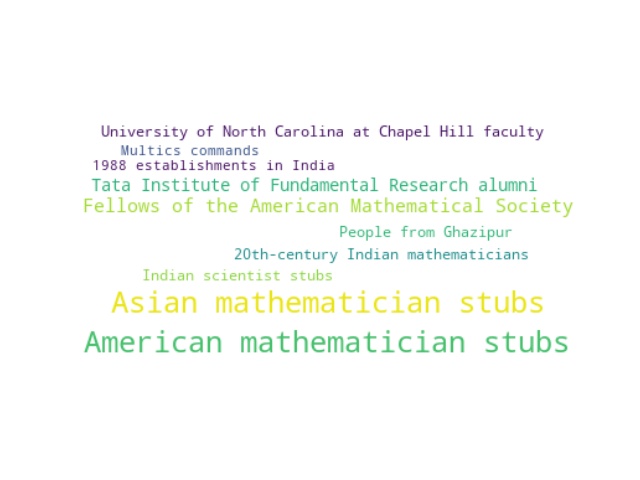 University of North Carolina at Chapel Hill faculty
Multics commands
1988 establishments in India
Tata Institute of Fundamental Research alumni
Fellows of the American Mathematical Society
People from Ghazipur
20th-century Indian mathematicians
Indian scientist stubs
Asian mathematician stubs
American mathematician stubs